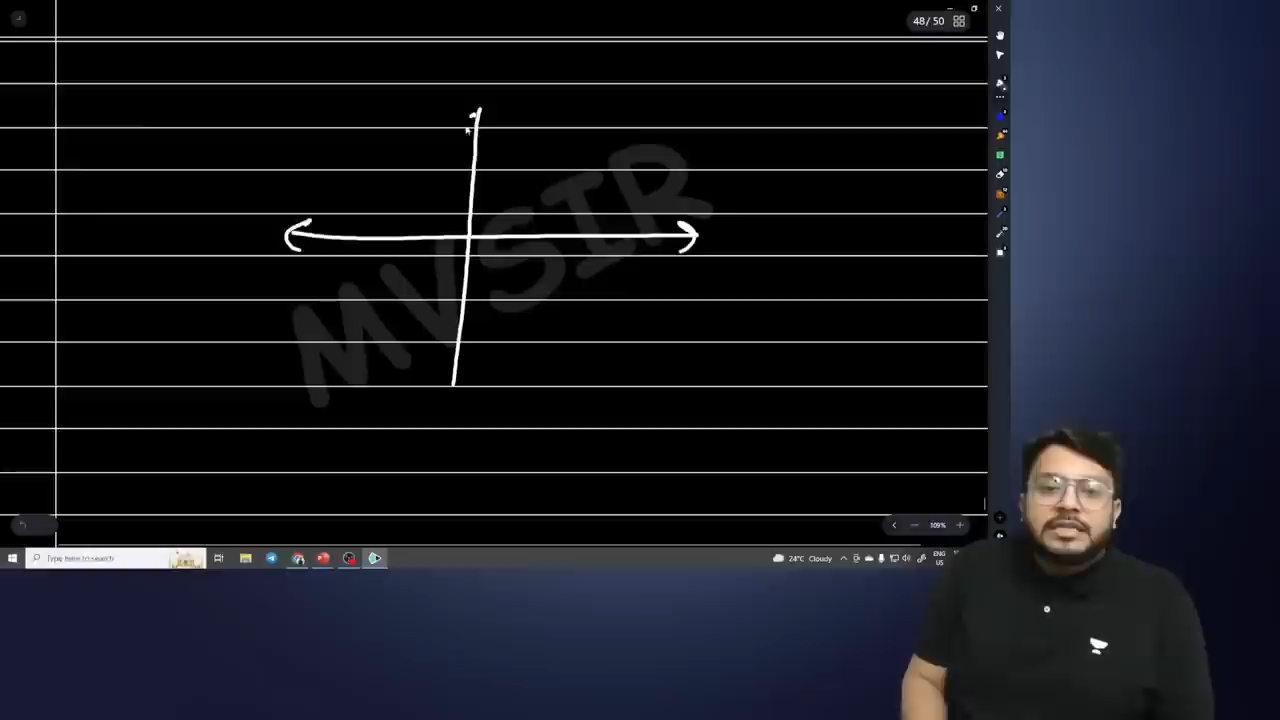 48/ 50
MVSIR
109%
Type here to search
24°C Cloudy
ENG
US